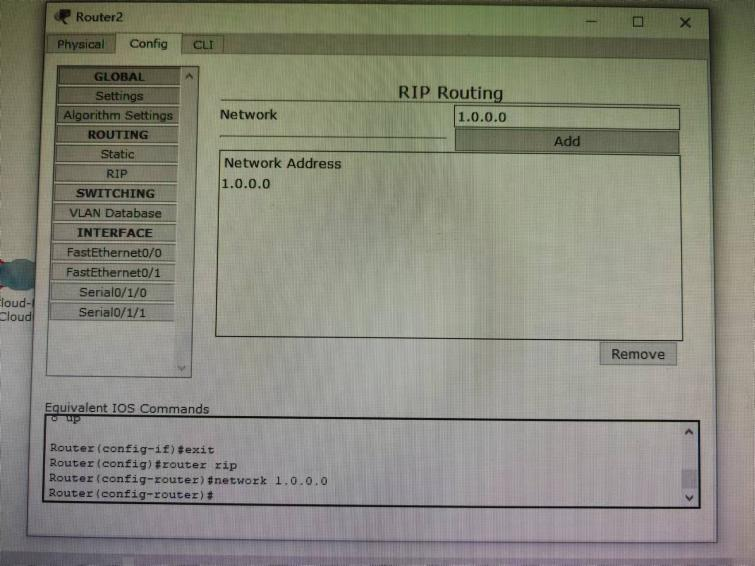 Router2
Physical Config CLI
GLOBAL
Settings
Algorithm Settings
ROUTING
Static
RIP
SWITCHING
VLAN Database
INTERFACE
FastEthernet0/0
FastEthernet0/1
Serial0/1/0
Serial0/1/1
RIP Routing
Network 1.0.0.0
Add
Network Address
1.0.0.0
Remove
Equivalent IOS Commands
up
Router(config-if)#exit
Router(config)#router rip
Router(config-router)#network 1.0.0.0
Router(config-router)#
loud-
Cloud